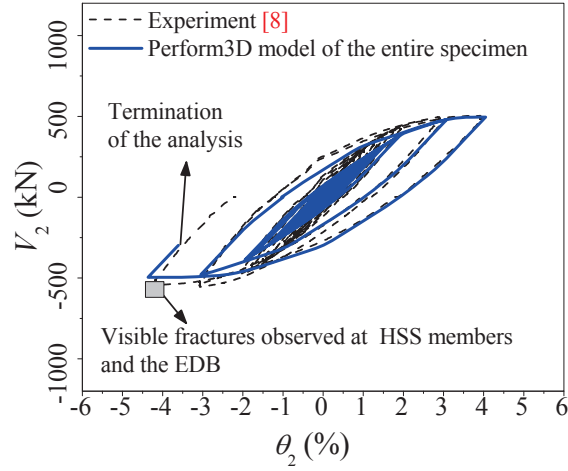 Experiment [8]
Perform3D model of the entire specimen
Termination
of the analysis
Visible fractures observed at HSS members
and the EDB
V2 (kN)
1000
500
0
-500
-1000
-6 -5 -4 -3 -2 -1 0 1 2 3 4 5 6
θ2 (%)